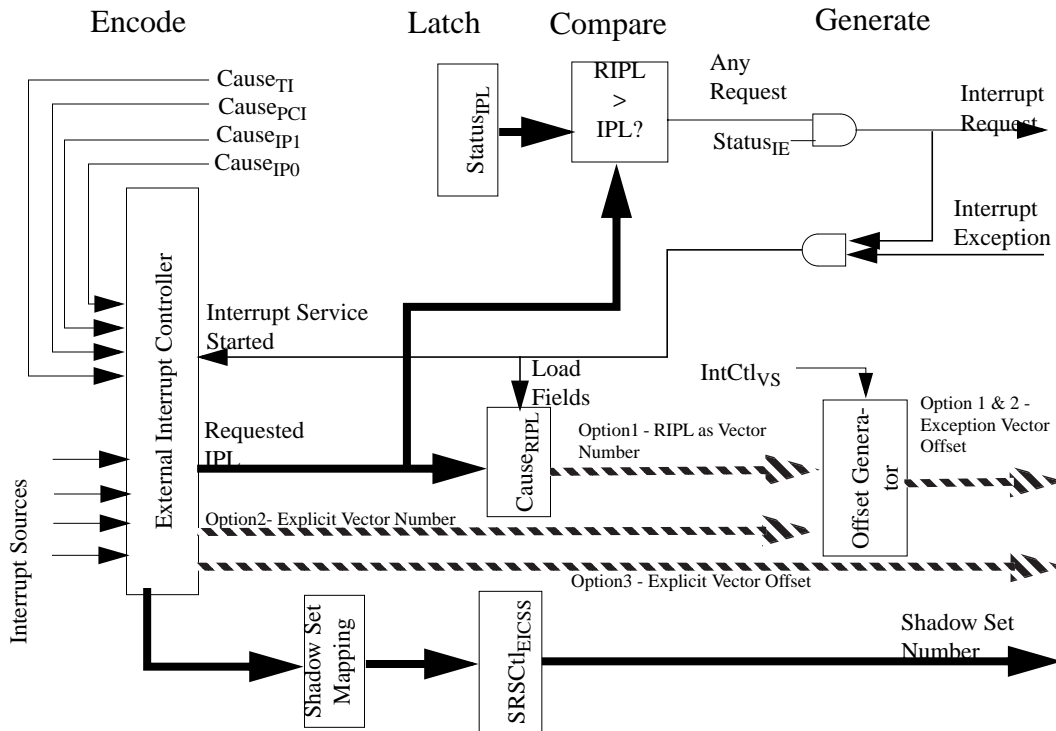 Encode
Latch
Compare
Generate
CauseTI
CausePCI
CauseIP1
CauseIP0
StatusIPL
RIPL
>
IPL?
Any
Request
StatusIE
Interrupt
Request
Interrupt
Exception
External Interrupt Controller
Interrupt Service
Started
Load
Fields
IntCtlVS
Requested
IPL
CauseRIPL
Option1 - RIPL as Vector
Number
Offset Genera-
tor
Option 1 & 2 -
Exception Vector
Offset
Interrupt Sources
Option2- Explicit Vector Number
Option3 - Explicit Vector Offset
Shadow Set
Mapping
SRSCtlEICSS
Shadow Set
Number